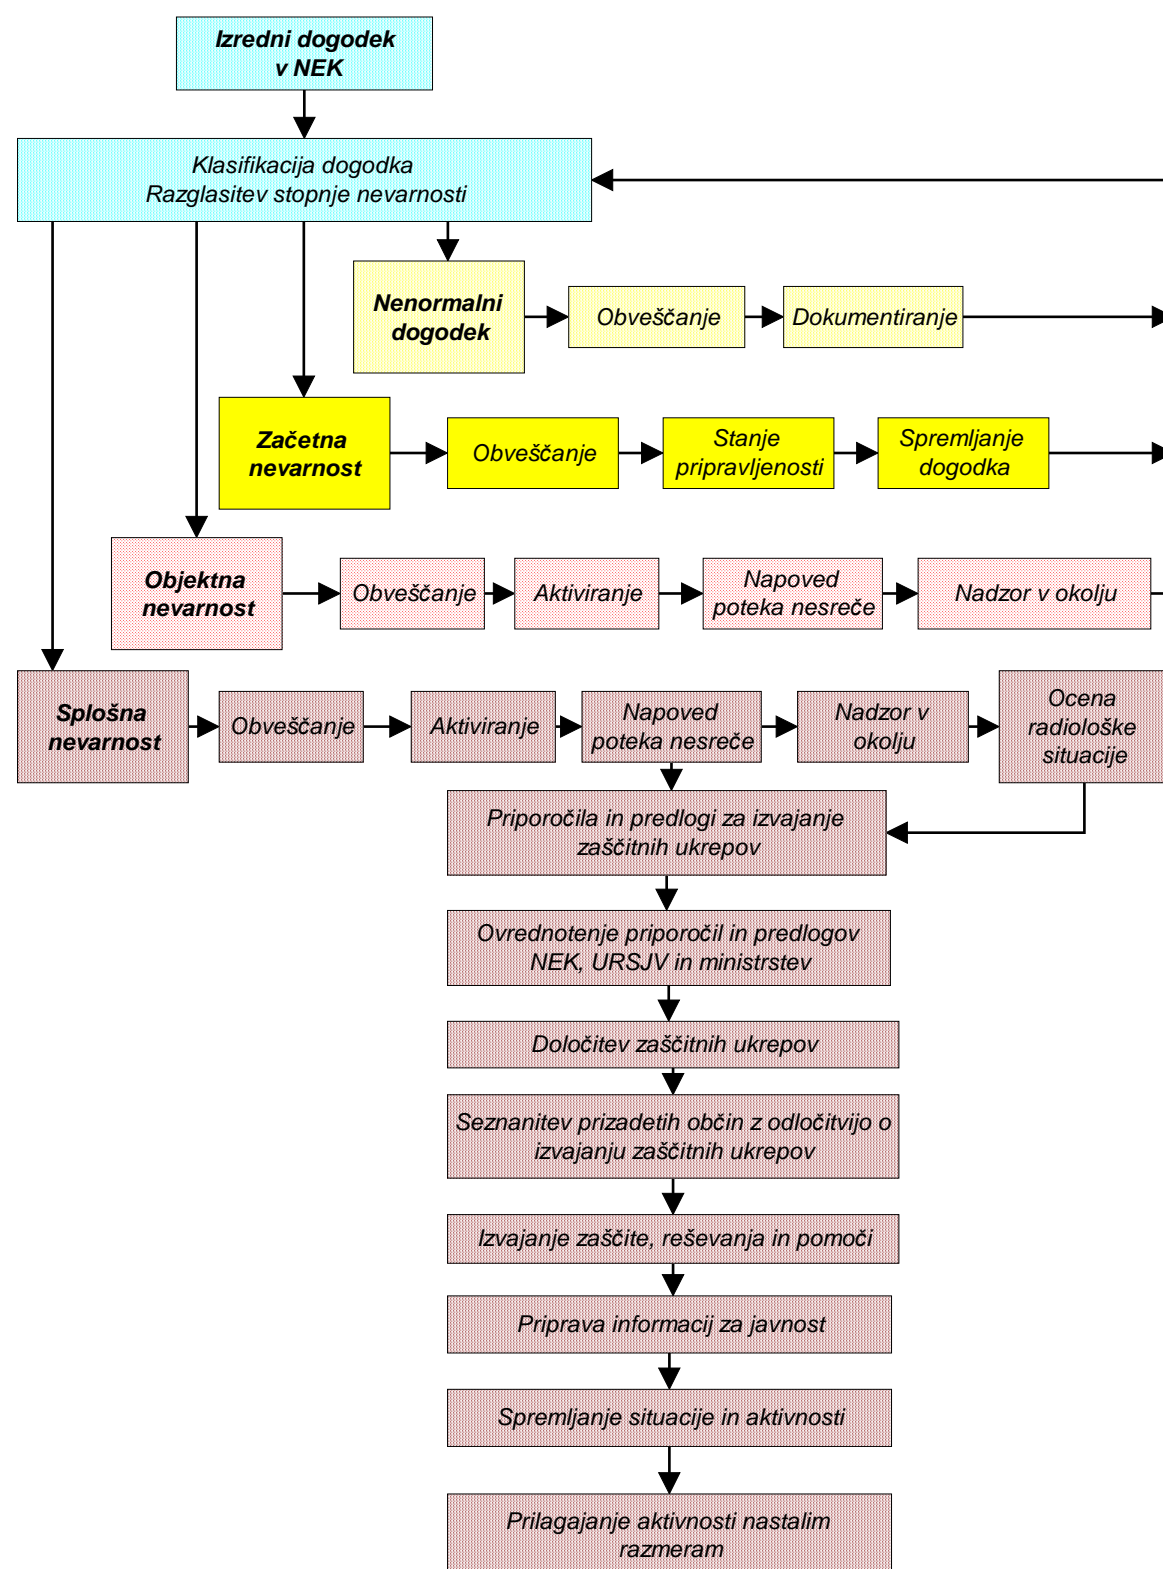 Izredni dogodek
v NEK
Klasifikacija dogodka
Razglasitev stopnje nevarnosti
Nenormalni
dogodek
Obveščanje
Dokumentiranje
Začetna
nevarnost
Obveščanje
Stanje
pripravljenosti
Spremljanje
dogodka
Objektna
nevarnost
Obveščanje
Aktiviranje
Napoved
poteka nesreče
Nadzor v okolju
Splošna
nevarnost
Obveščanje
Aktiviranje
Napoved
poteka nesreče
Nadzor v
okolju
Ocena
radiološke
situacije
Priporočila in predlogi za izvajanje
zaščitnih ukrepov
Ovrednotenje priporočil in predlogov
NEK, URSJV in ministrstev
Določitev zaščitnih ukrepov
Seznanitev prizadetih občin z odločitvijo o
izvajanju zaščitnih ukrepov
Izvajanje zaščite, reševanja in pomoči
Priprava informacij za javnost
Spremljanje situacije in aktivnosti
Prilagajanje aktivnosti nastalim
razmeram